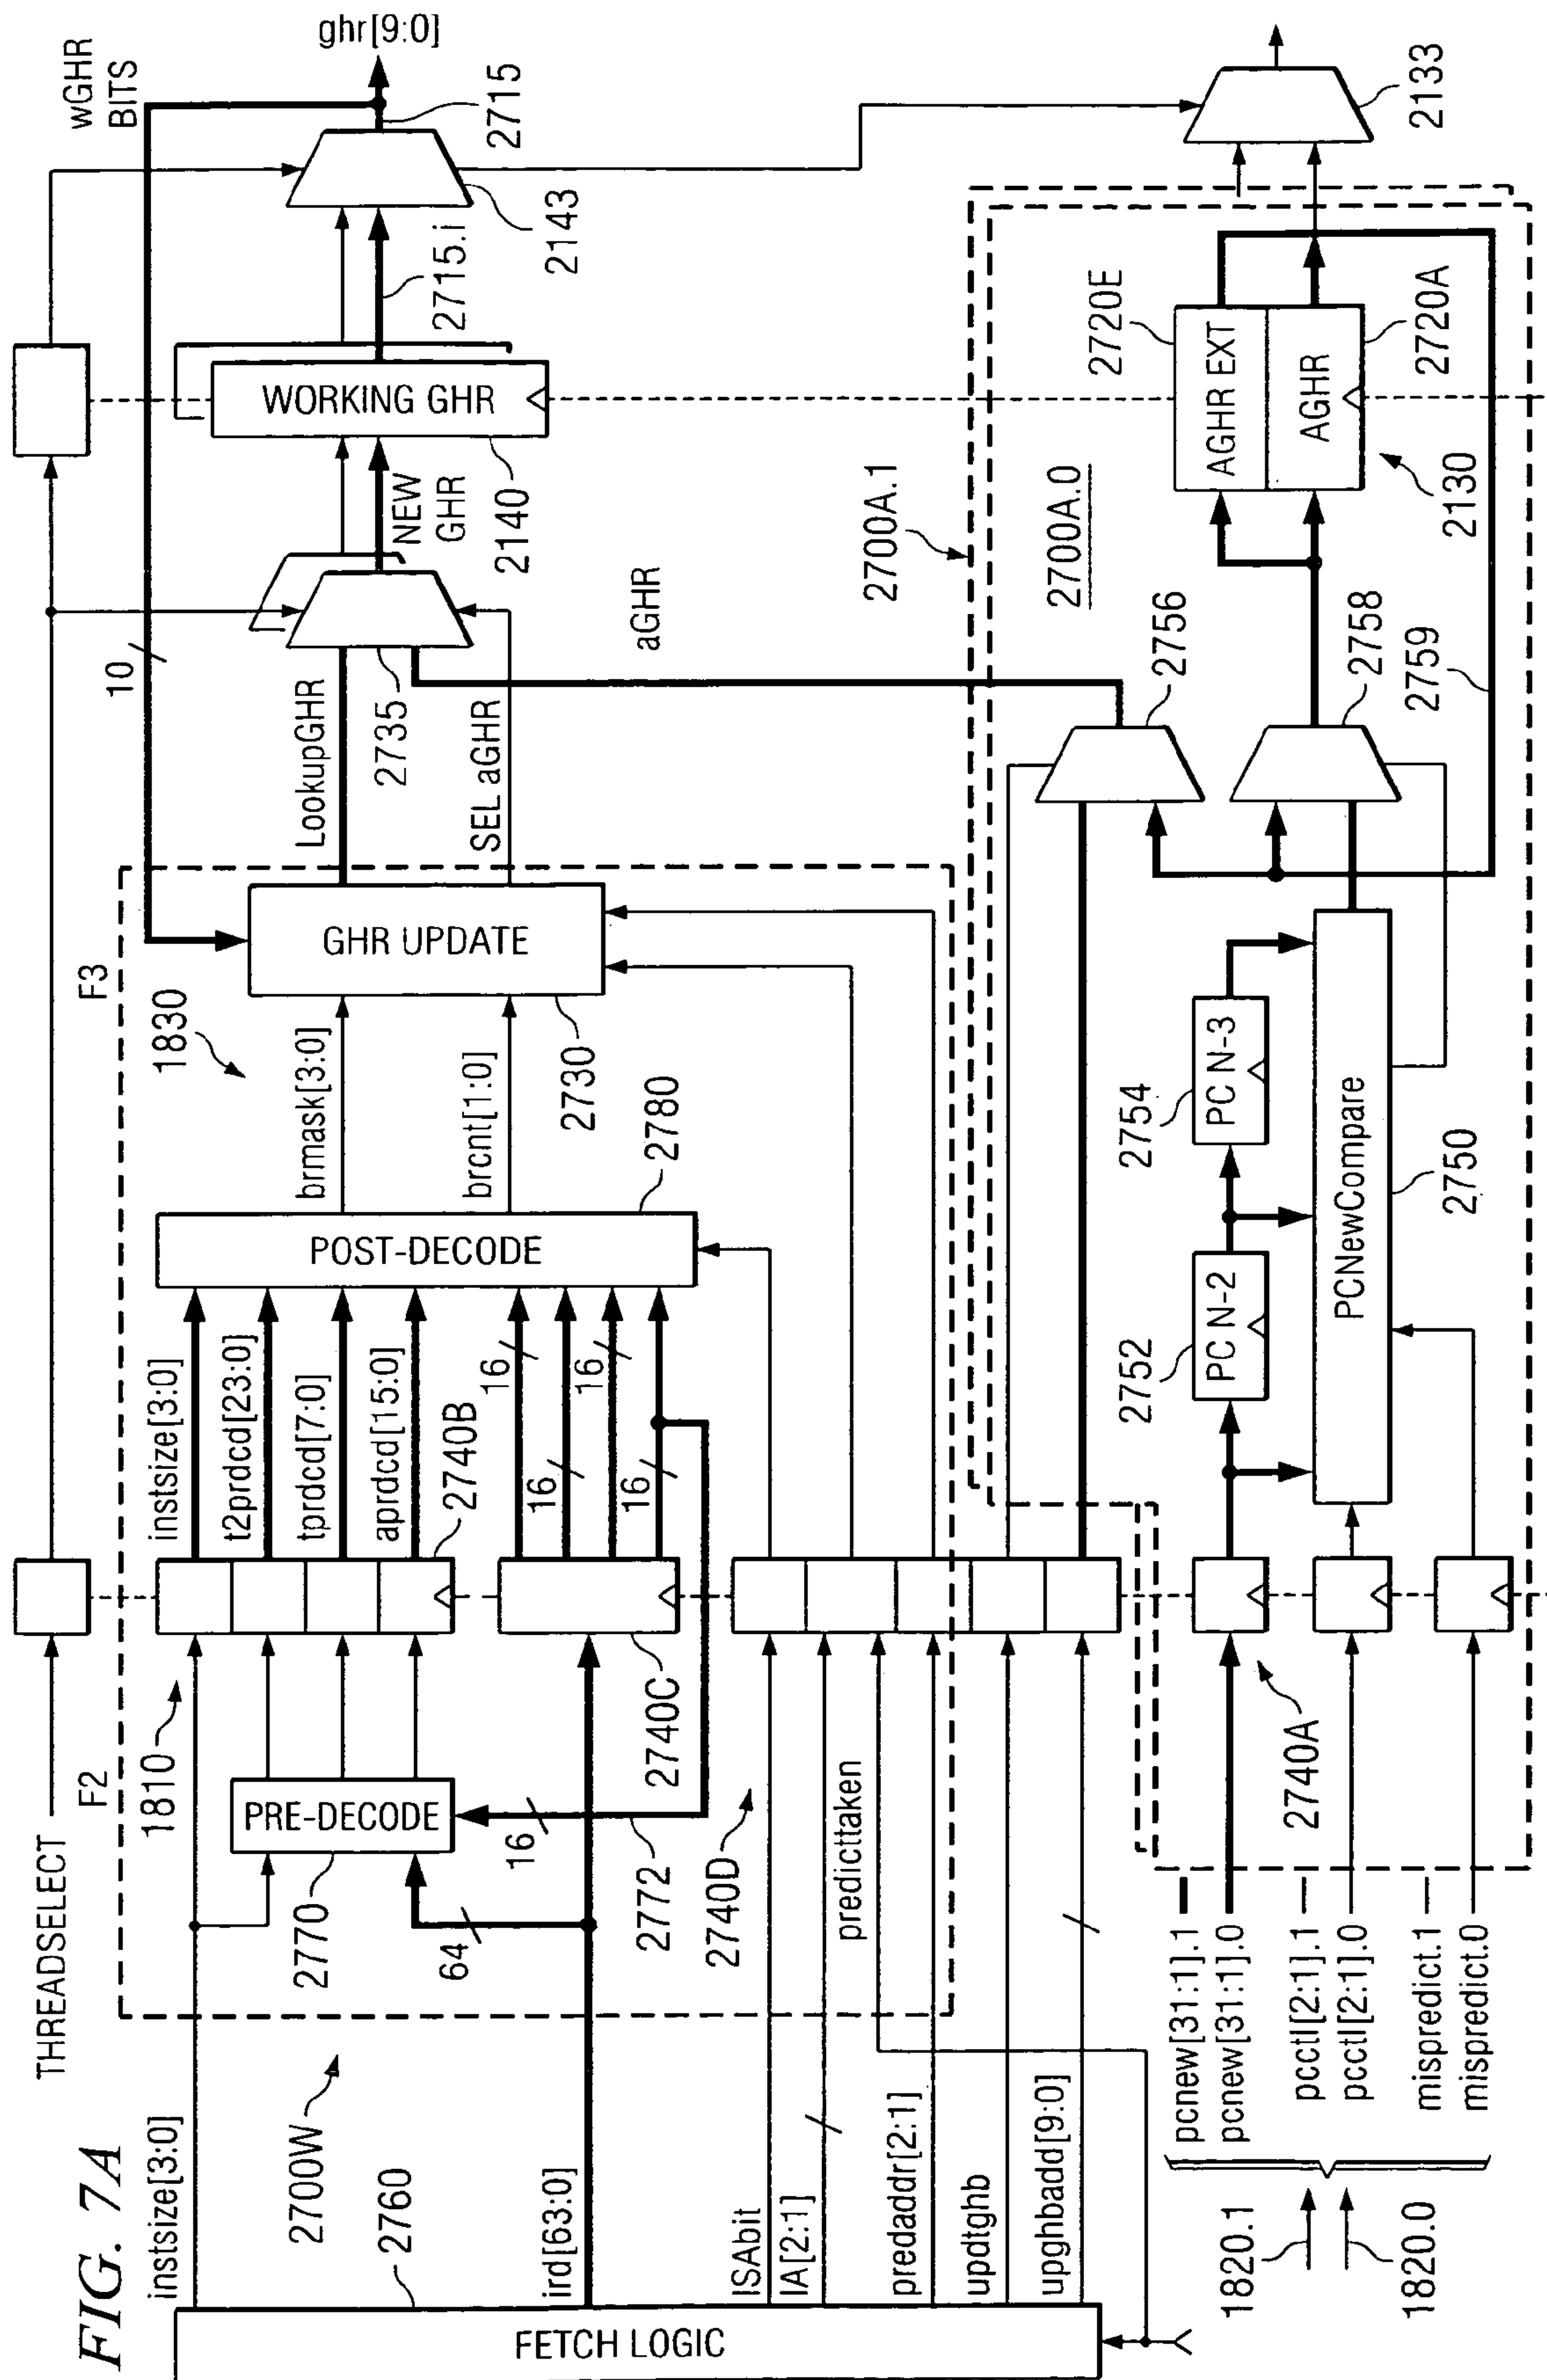 FIG. 7A
THREADSELECT
F2
F3
wGHR
BITS
ghr[9:0]
10
2715
2143
2715.i
WORKING GHR
NEW
GHR
2140
2735
LookupGHR
SEL aGHR
aGHR
GHR UPDATE
1830
2730
brmask[3:0]
brcnt[1:0]
2780
POST-DECODE
instsize[3:0]
t2prdcd[23:0]
tprdcd[7:0]
aprdcd[15:0]
2740B
16
16
16
16
1810
PRE-DECODE
2770
16
2772
64
2740C
2740D
predicttaken
2700W
instsize[3:0]
2760
ird[63:0]
ISAbit
IA[2:1]
predaddr[2:1]
updtghb
upghbadd[9:0]
FETCH LOGIC
pcnew[31:1].1
pcnew[31:1].0
pcctl[2:1].1
pcctl[2:1].0
mispredict.1
mispredict.0
1820.1
1820.0
2740A
2752
PC N-2
2754
PC N-3
PCNewCompare
2750
2756
2758
2759
2700A.1
2700A.0
2720E
AGHR EXT
AGHR
2720A
2130
2133